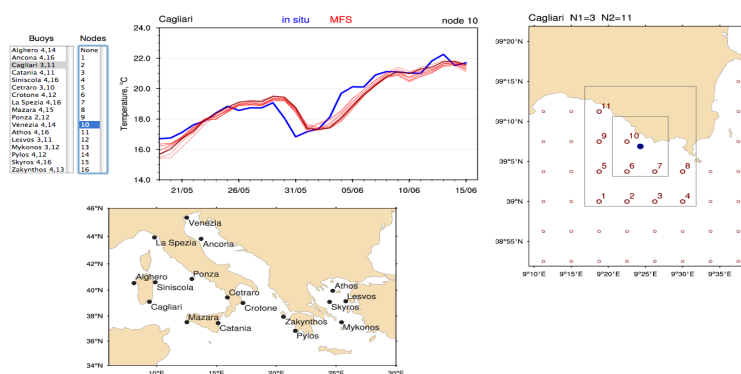 Buoys
Nodes
Alghero 4,14
Ancona 4,16
Cagliari 3,11
Catania 4,11
Siniscola 4,16
Cetraro 3,10
Crotone 4,12
La Spezia 4,16
Mazara 4,15
Ponza 2,12
Venezia 4,14
Athos 4,16
Lesvos 3,11
Mykonos 3,12
Pylos 4,12
Skyros 4,16
Zakynthos 4,13
None
1
2
3
4
5
6
7
8
9
10
11
12
13
14
15
16
Cagliari in situ MFS node 10
Temperature, °C
24.0
22.0
20.0
18.0
16.0
14.0
21/05 26/05 31/05 05/06 10/06 15/06
Cagliari N1=3 N2=11
39°20'N
39°15'N
39°10'N
39°5'N
39°N
38°55'N
11
9 10
5 6 7 8
1 2 3 4
9°10'E 9°15'E 9°20'E 9°25'E 9°30'E 9°35'E
46°N
44°N
42°N
40°N
38°N
36°N
34°N
Venezia
La Spezia
Ancona
Alghero
Siniscola
Ponza
Cagliari
Cetraro
Crotone
Mazara
Catania
Athos
Lesvos
Skyros
Zakynthos
Mykonos
Pylos
10°E 15°E 20°E 25°E 30°E